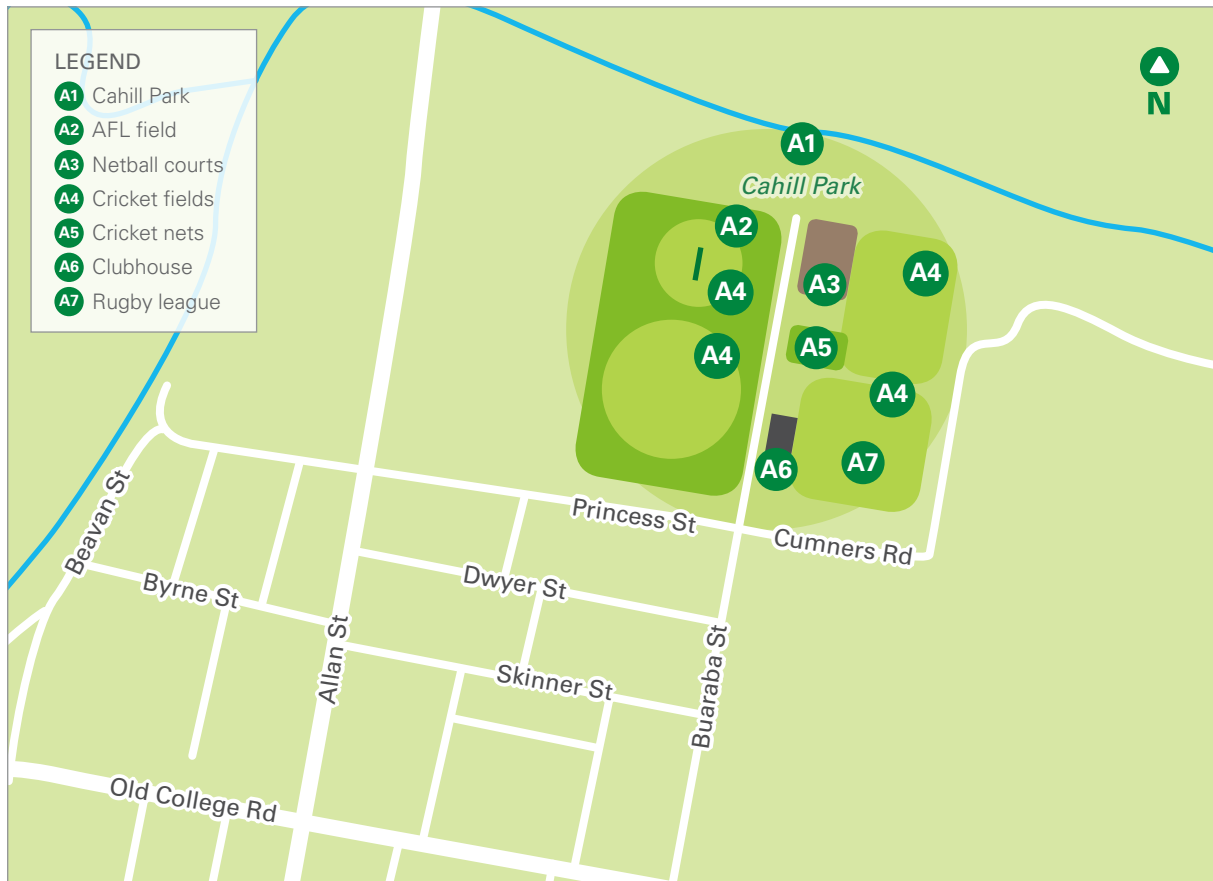 LEGEND
A1 Cahill Park
A2 AFL field
A3 Netball courts
A4 Cricket fields
A5 Cricket nets
A6 Clubhouse
A7 Rugby league
N
A1
Cahill Park
A2
A4
A3
A4
A4
A5
A4
A6
A7
Princess St
Cumners Rd
Beavan St
Byrne St
Dwyer St
Allan St
Skinner St
Buaraba St
Old College Rd